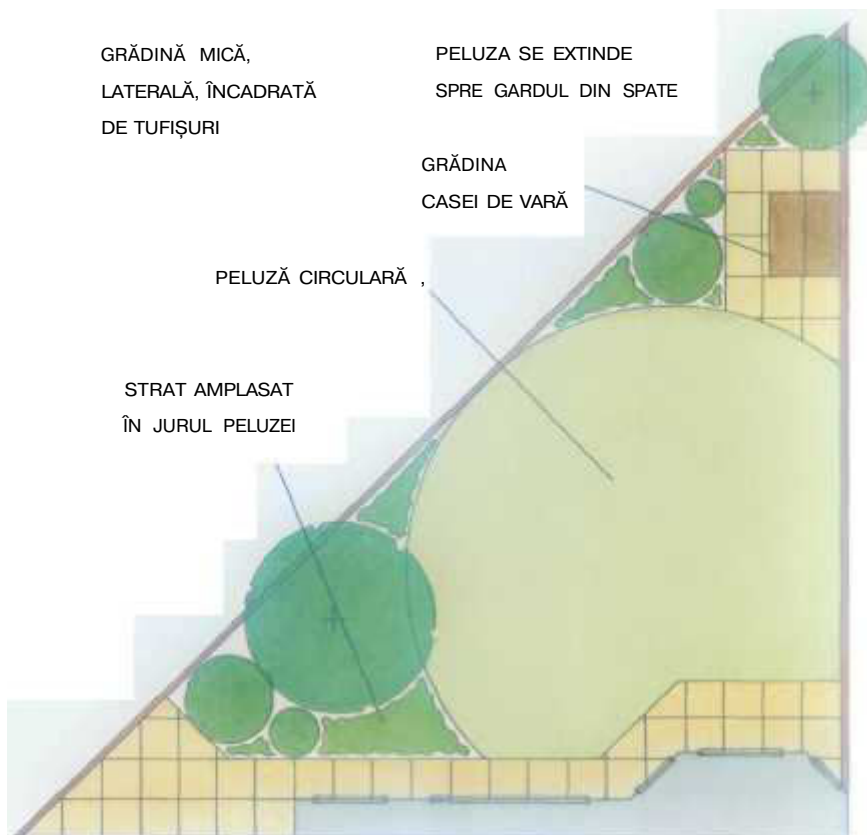 GRĂDINĂ MICĂ,
LATERALĂ, ÎNCADRATĂ
DE TUFIȘURI
PELUZA SE EXTINDE
SPRE GARDUL DIN SPATE
GRĂDINA
CASEI DE VARĂ
PELUZĂ CIRCULARĂ ,
STRAT AMPLASAT
ÎN JURUL PELUZEI